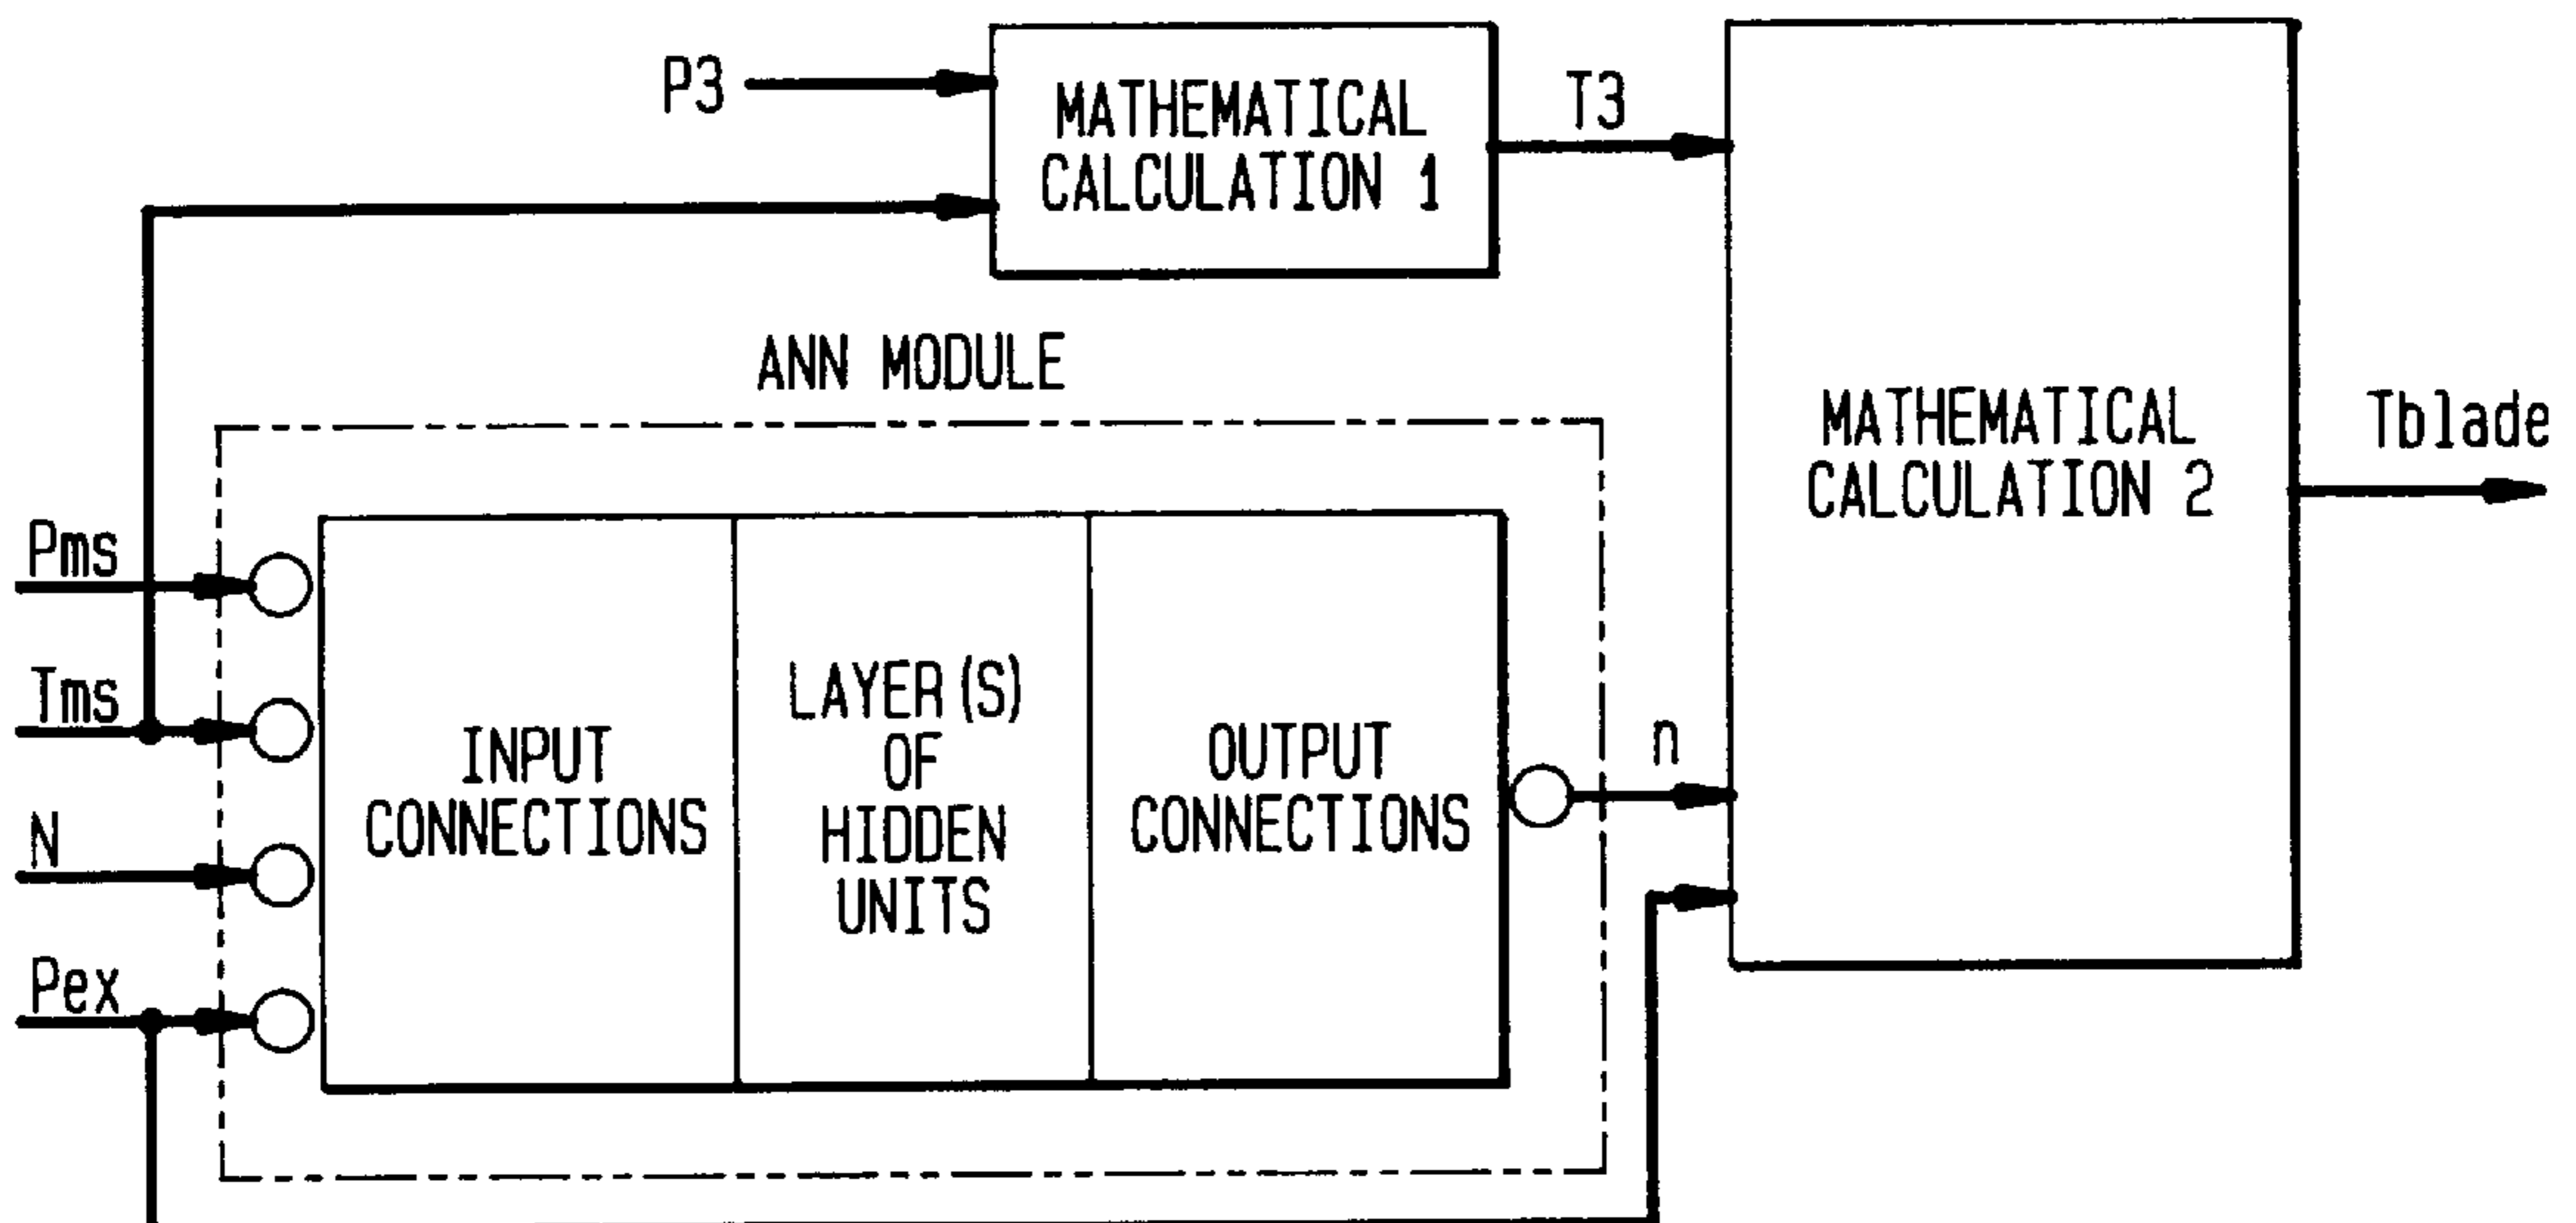 P3
MATHEMATICAL
CALCULATION 1
T3
ANN MODULE
MATHEMATICAL
CALCULATION 2
Tblade
Pms
Tms
N
Pex
INPUT
CONNECTIONS
LAYER(S)
OF
HIDDEN
UNITS
OUTPUT
CONNECTIONS
n